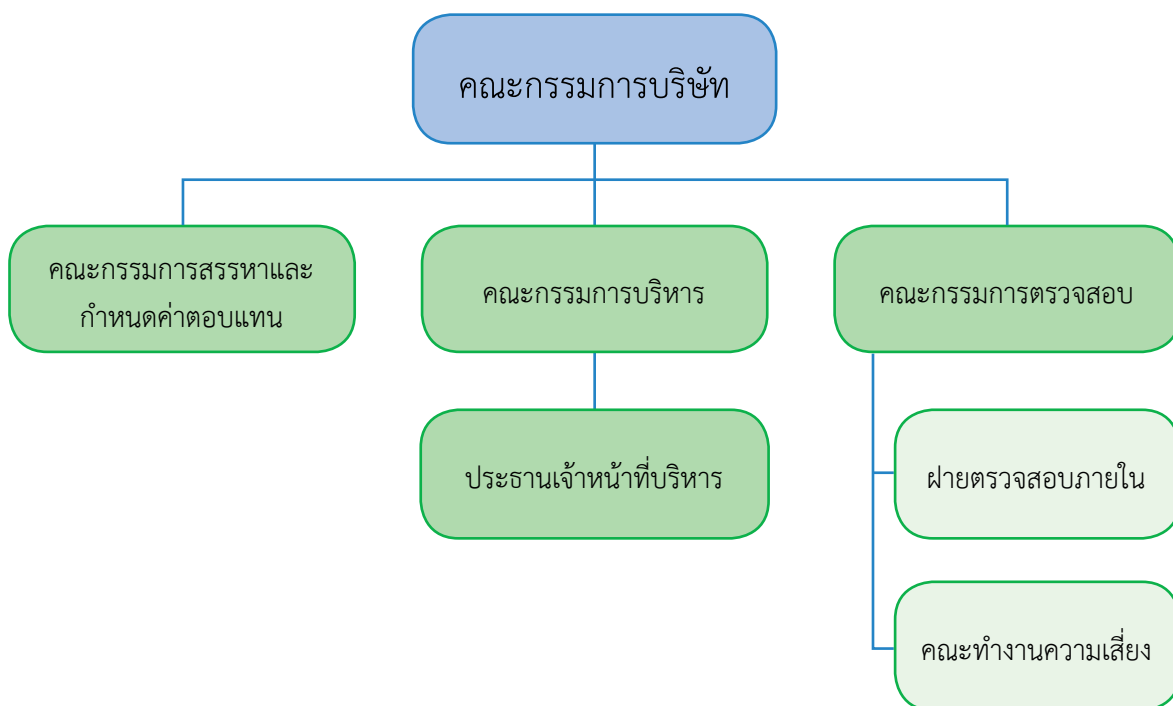 คณะกรรมการบริษัท
คณะกรรมการสรรหาและ
กำหนดค่าตอบแทน
คณะกรรมการบริหาร
คณะกรรมการตรวจสอบ
ประธานเจ้าหน้าที่บริหาร
ฝ่ายตรวจสอบภายใน
คณะทำงานความเสี่ยง